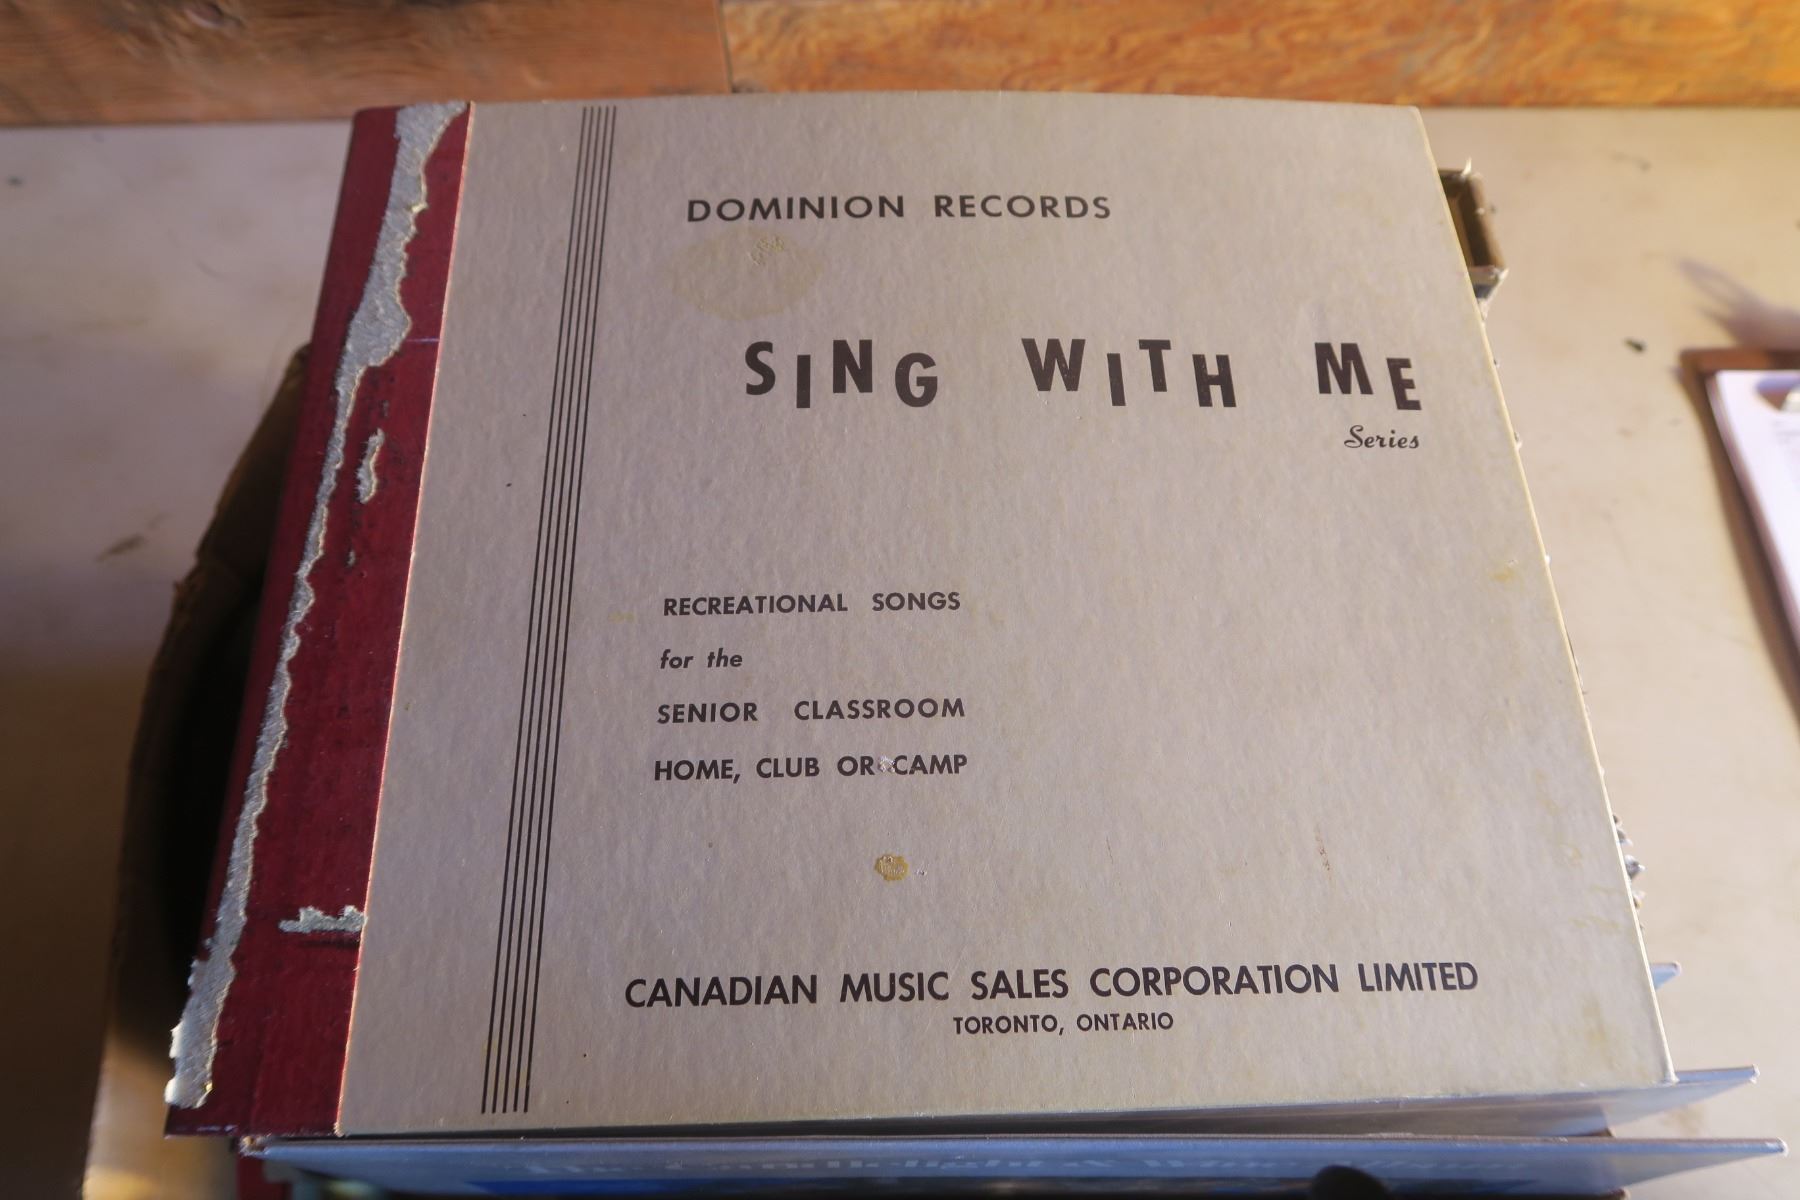 DOMINION RECORDS
SING WITH ME
Series
RECREATIONAL SONGS
for the
SENIOR CLASSROOM
HOME, CLUB OR CAMP
CANADIAN MUSIC SALES CORPORATION LIMITED
TORONTO, ONTARIO